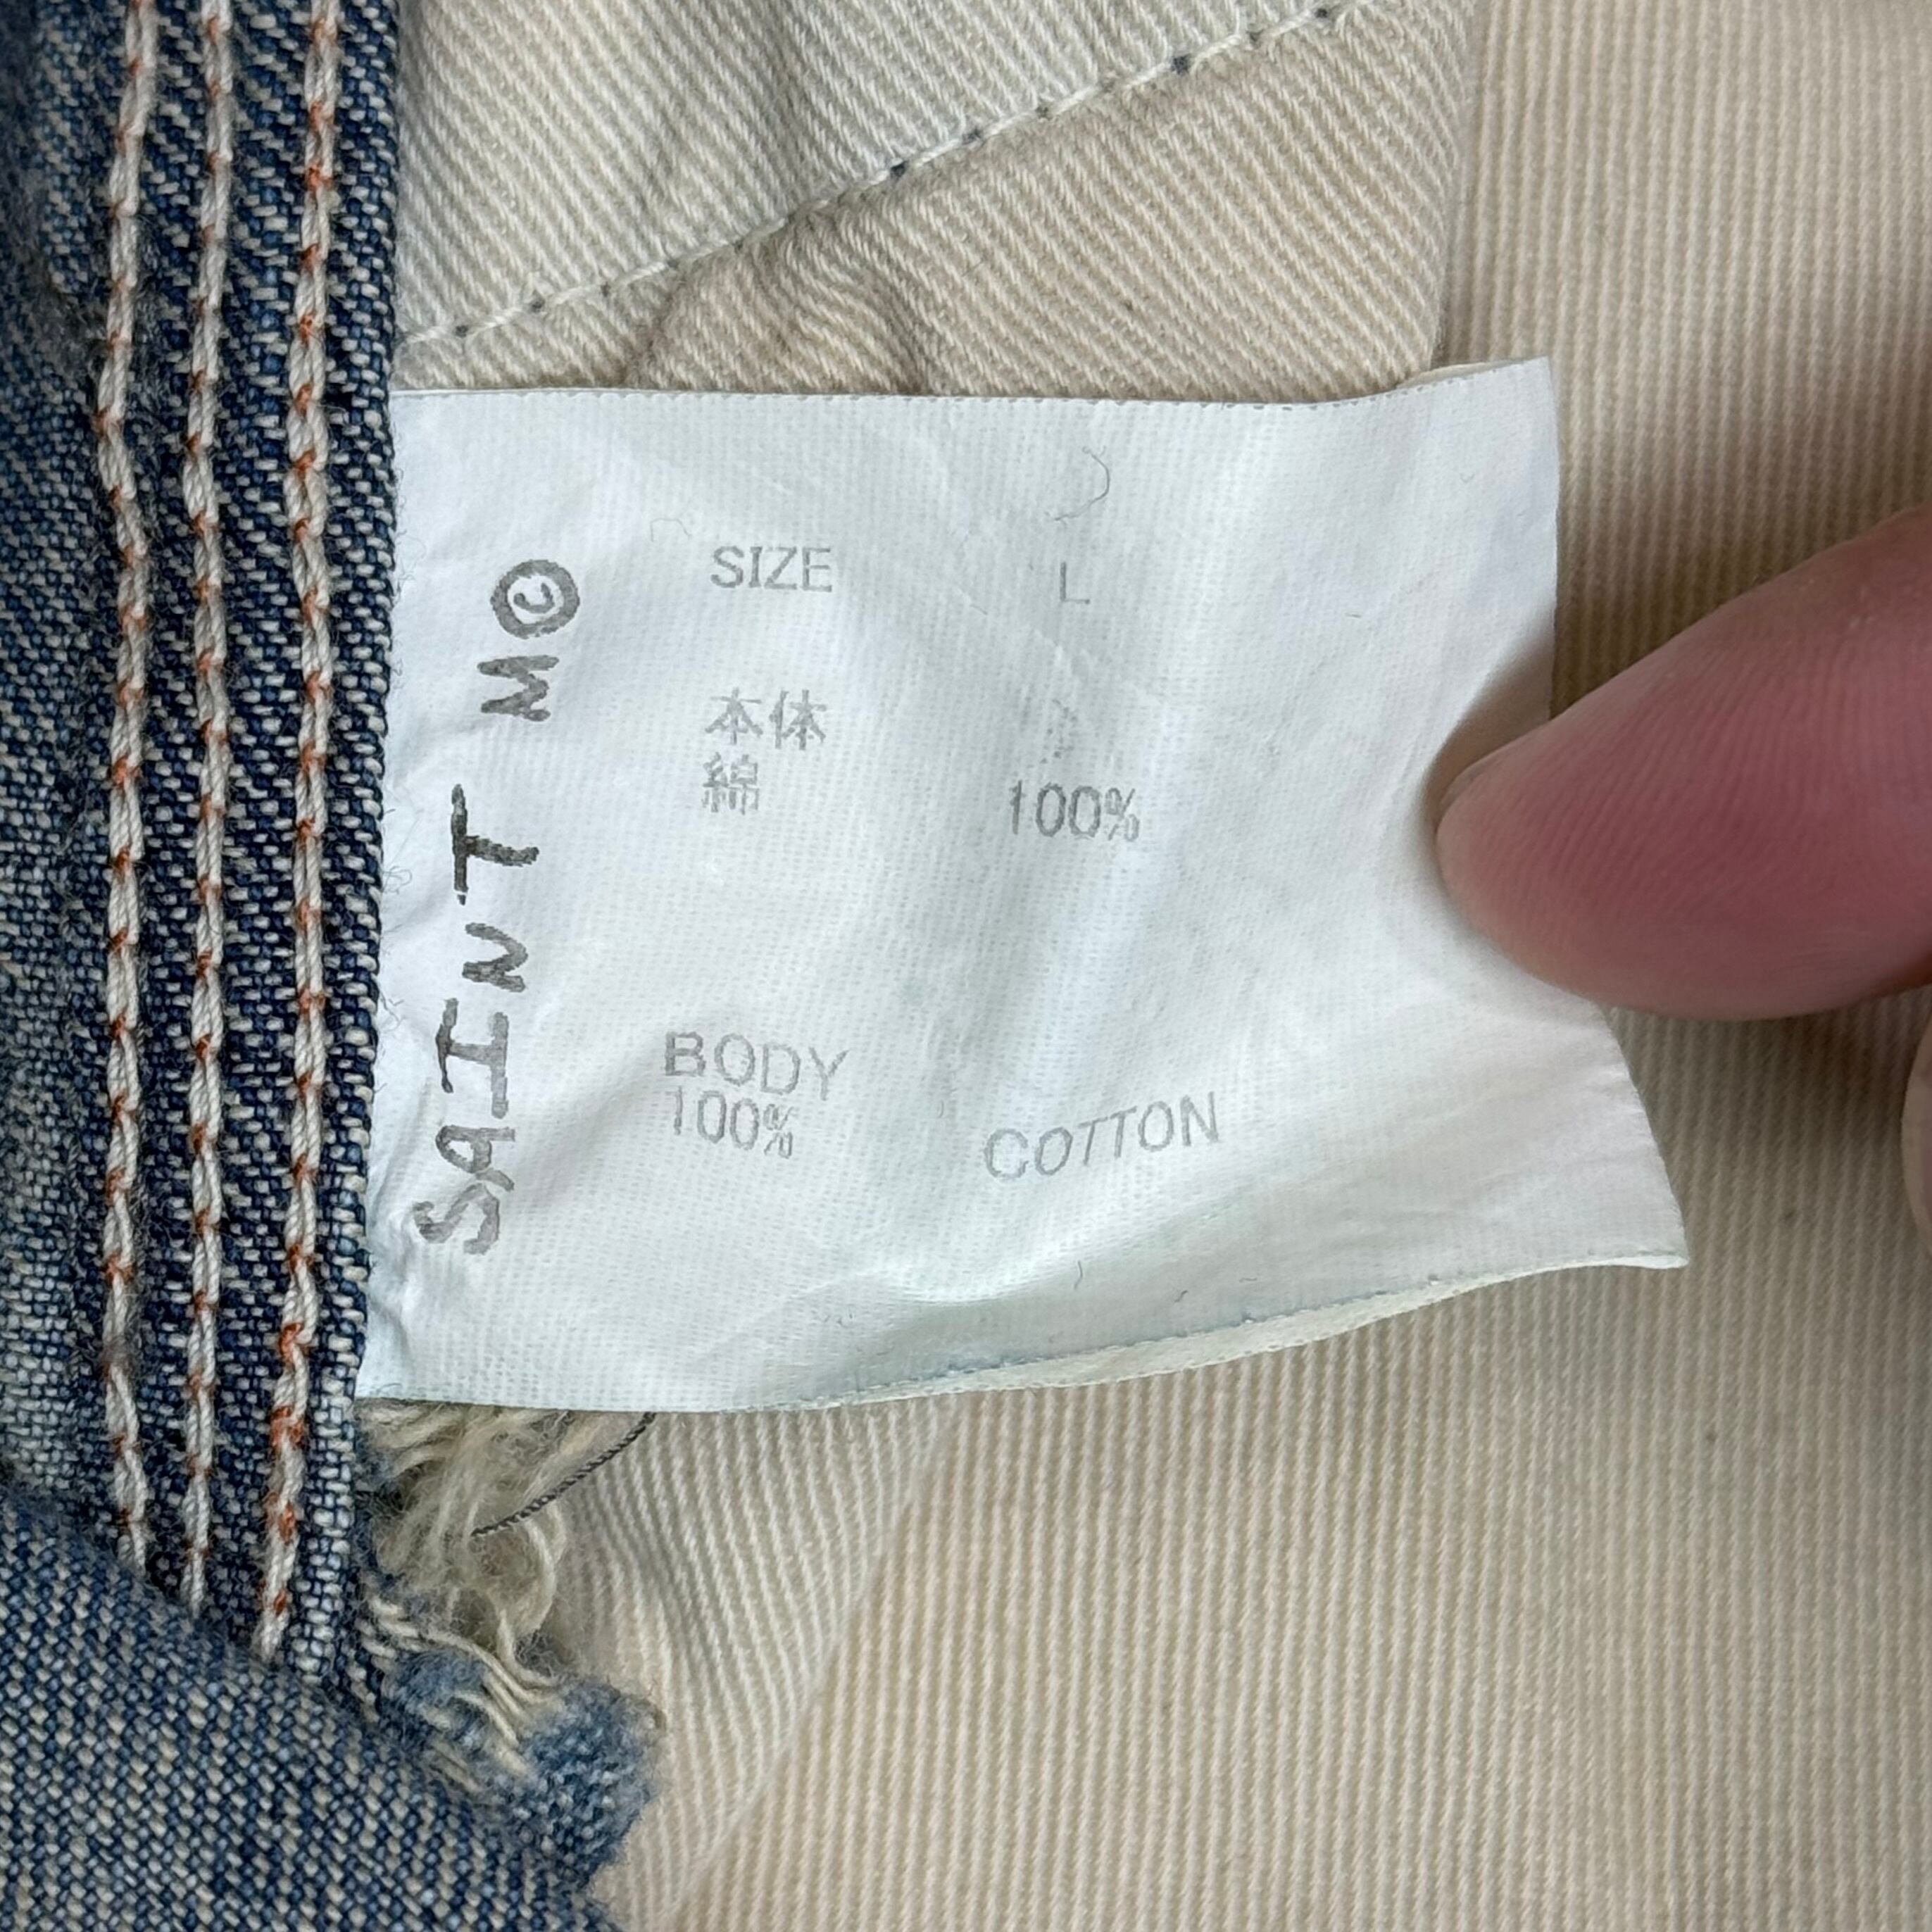 SAINT M©
SIZE L
本体
綿 100%
BODY
100% COTTON